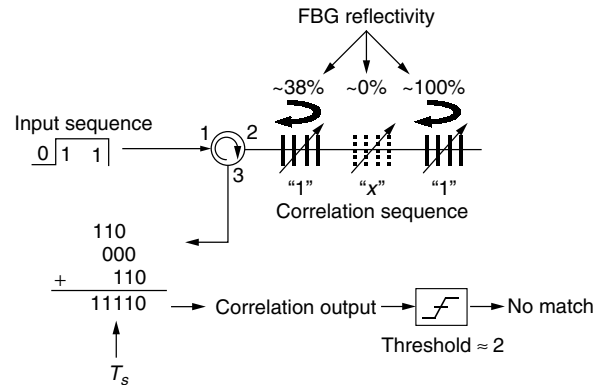 FBG reflectivity
~38% ~0% ~100%
Input sequence
0 1 1
1 2
3
“1” “x” “1”
Correlation sequence
110
000
+ 110
11110
Correlation output
No match
Threshold ≈ 2
Ts